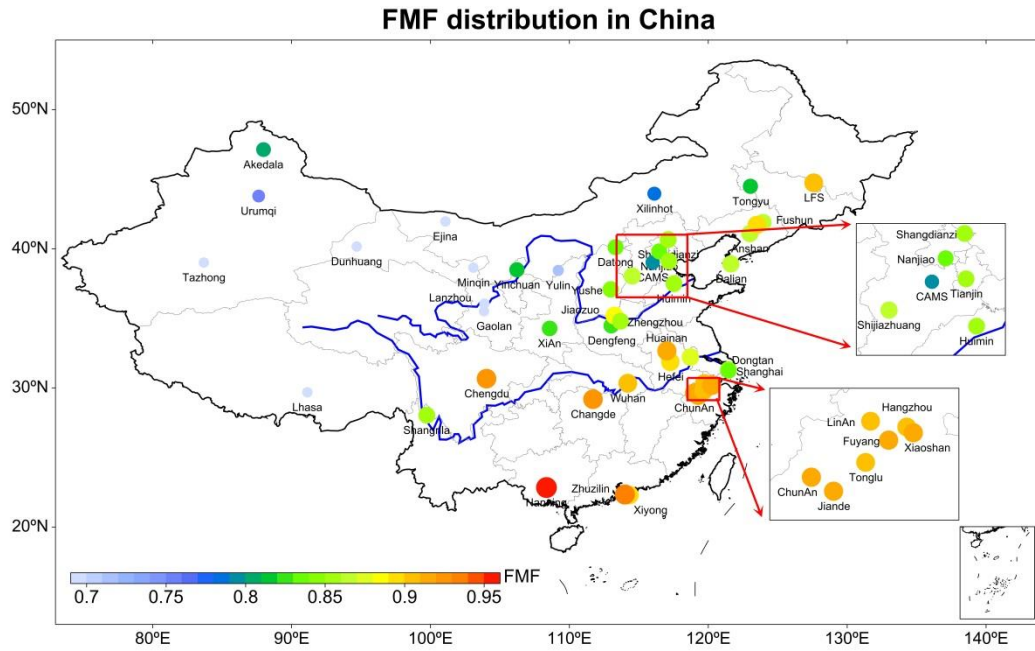 FMF distribution in China
50ºN
40ºN
30ºN
20ºN
Akedala
Urumqi
Tazhong
Dunhuang
Ejina
Minqin
Lanzhou
Gaolan
Yinchuan
Yulin
Lhasa
Xilinhot
Tongyu
LFS
Fushun
Anshan
Dalian
Datong
Yushe
CAMS
Huimin
Jiaozuo
Zhengzhou
XiAn
Dengfeng
Huainan
Hefei
Dongtan
Shanghai
Chengdu
Wuhan
Changde
ChunAn
Shangrila
Nanning
Zhuzilin
Xiyong
Shangdianzi
Nanjiao
CAMS
Tianjin
Shijiazhuang
Huimin
Hangzhou
LinAn
Fuyang
Xiaoshan
Tonglu
ChunAn
Jiande
FMF
0.7 0.75 0.8 0.85 0.9 0.95
80ºE 90ºE 100ºE 110ºE 120ºE 130ºE 140ºE